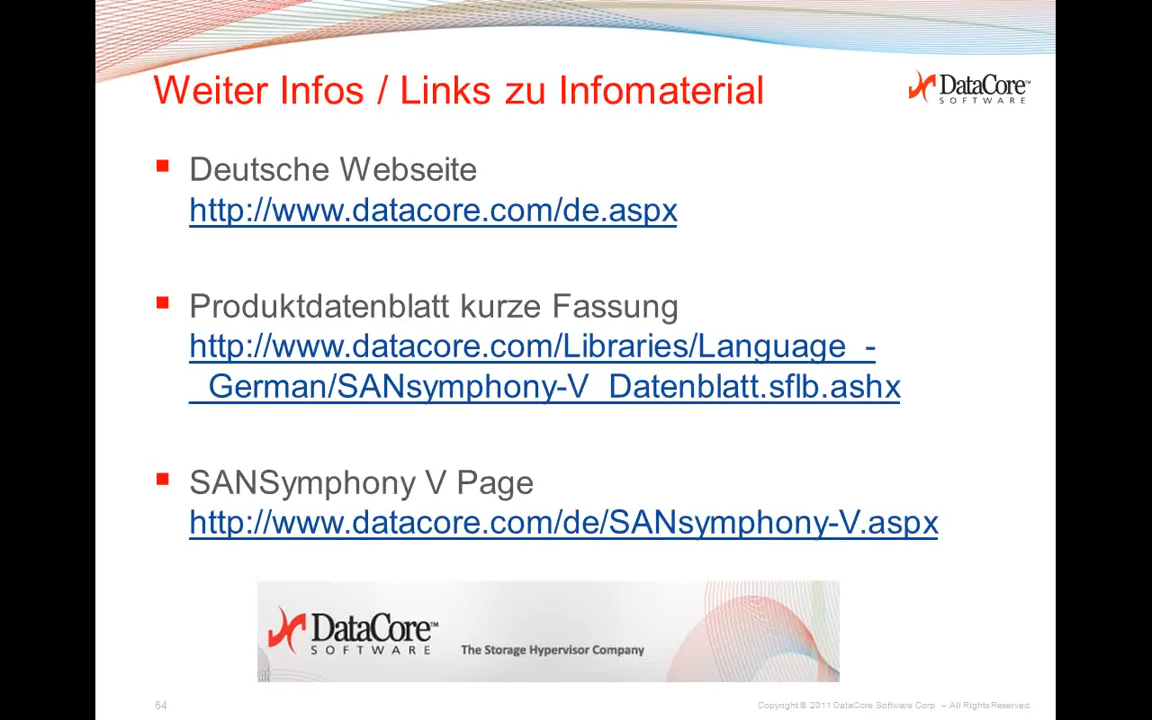 Weiter Infos / Links zu Infomaterial
DataCore™
SOFTWARE
Deutsche Webseite
http://www.datacore.com/de.aspx
Produktdatenblatt kurze Fassung
http://www.datacore.com/Libraries/Language_-
_German/SANsymphony-V_Datenblatt.sflb.ashx
SANSymphony V Page
http://www.datacore.com/de/SANsymphony-V.aspx
DataCore™
SOFTWARE
The Storage Hypervisor Company
54
Copyright © 2011 DataCore Software Corp. – All Rights Reserved.